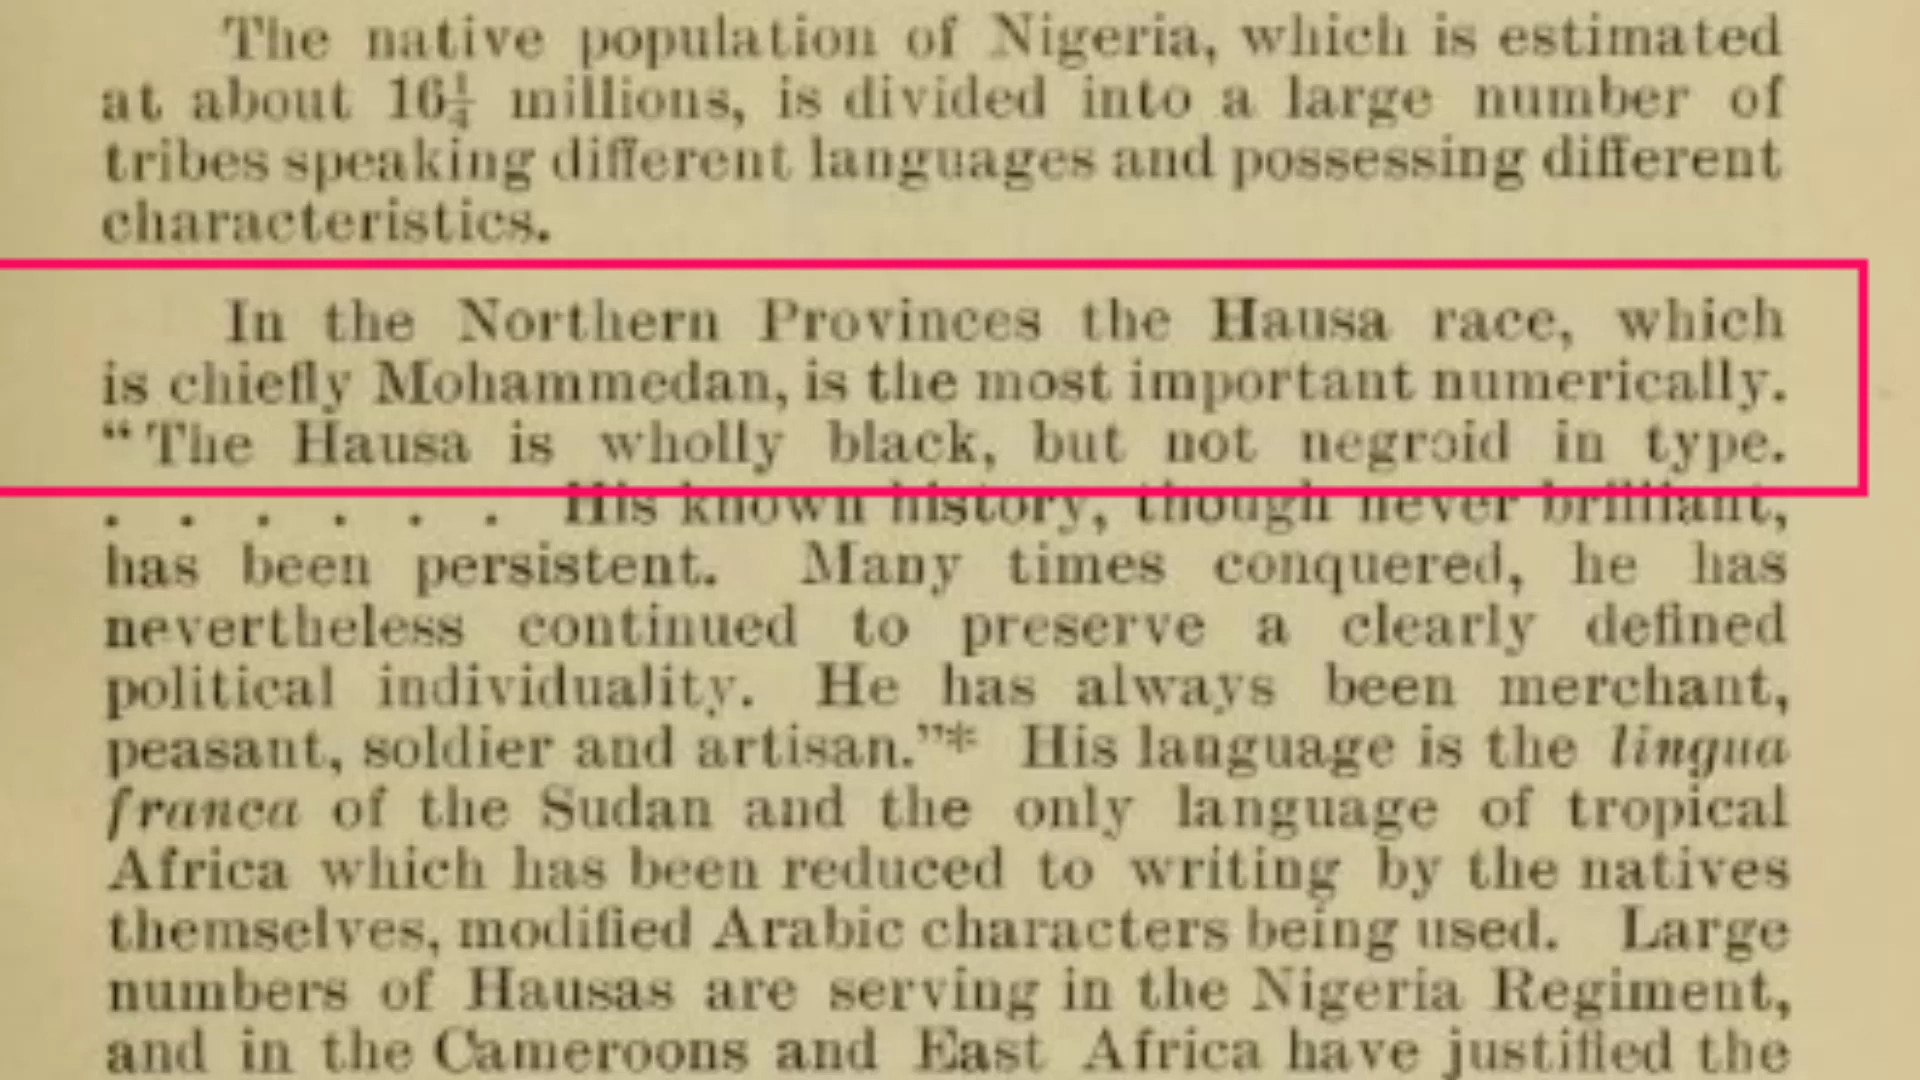 The native population of Nigeria, which is estimated
at about 16¼ millions, is divided into a large number of
tribes speaking different languages and possessing different
characteristics.
In the Northern Provinces the Hausa race, which
is chiefly Mohammedan, is the most important numerically.
“The Hausa is wholly black, but not negroid in type.
. . . . . . His known history, though never brilliant,
has been persistent. Many times conquered, he has
nevertheless continued to preserve a clearly defined
political individuality. He has always been merchant,
peasant, soldier and artisan.”* His language is the lingua
franca of the Sudan and the only language of tropical
Africa which has been reduced to writing by the natives
themselves, modified Arabic characters being used. Large
numbers of Hausas are serving in the Nigeria Regiment,
and in the Cameroons and East Africa have justified the